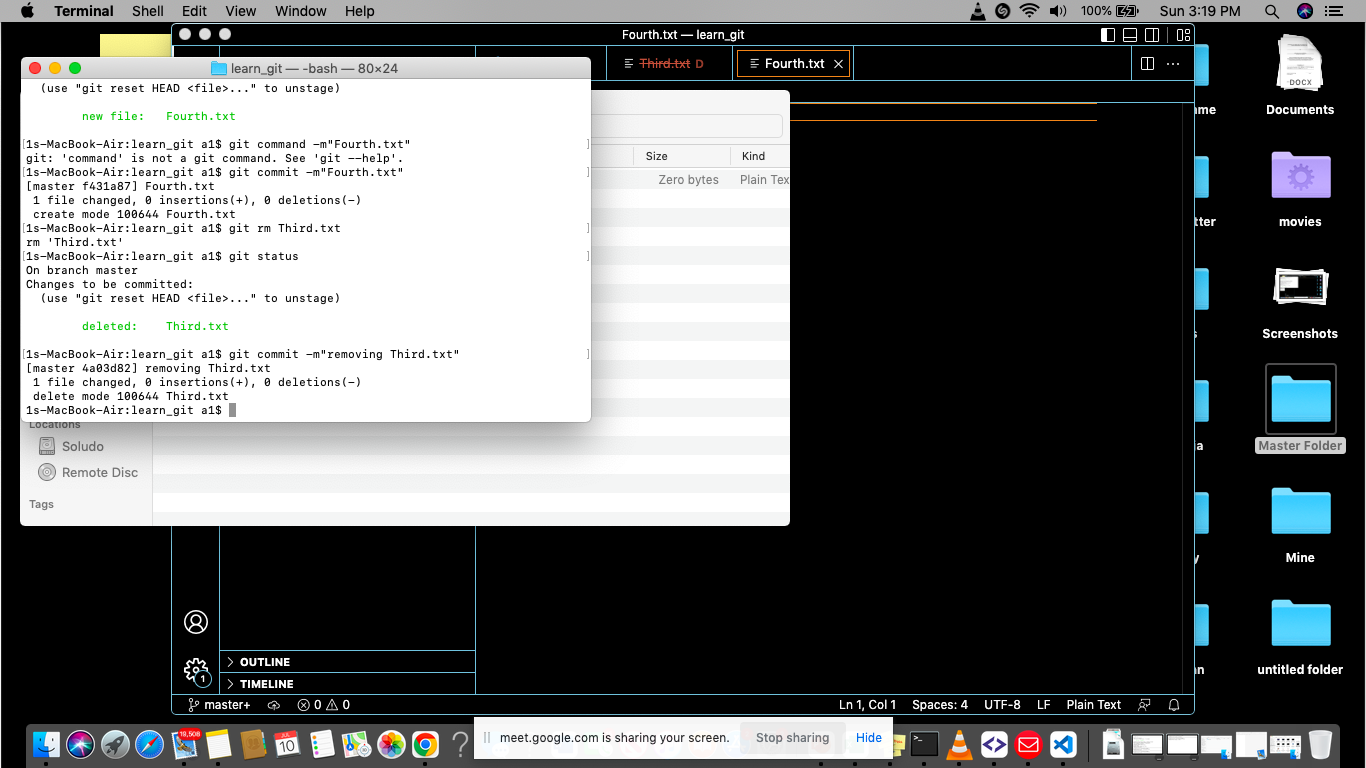 Terminal Shell Edit View Window Help 100% Sun 3:19 PM
Fourth.txt — learn_git
Third.txt D Fourth.txt
learn_git — -bash — 80×24
(use "git reset HEAD <file>..." to unstage)
new file: Fourth.txt
[1s-MacBook-Air:learn_git a1$ git command -m"Fourth.txt" ]
git: 'command' is not a git command. See 'git --help'.
[1s-MacBook-Air:learn_git a1$ git commit -m"Fourth.txt" ]
[master f431a87] Fourth.txt
1 file changed, 0 insertions(+), 0 deletions(-)
create mode 100644 Fourth.txt
[1s-MacBook-Air:learn_git a1$ git rm Third.txt ]
rm 'Third.txt'
[1s-MacBook-Air:learn_git a1$ git status ]
On branch master
Changes to be committed:
(use "git reset HEAD <file>..." to unstage)
deleted: Third.txt
[1s-MacBook-Air:learn_git a1$ git commit -m"removing Third.txt" ]
[master 4a03d82] removing Third.txt
1 file changed, 0 insertions(+), 0 deletions(-)
delete mode 100644 Third.txt
1s-MacBook-Air:learn_git a1$
Size Kind
Zero bytes Plain Tex
Locations
Soludo
Remote Disc
Tags
OUTLINE
TIMELINE
1
master+ 0 0 Ln 1, Col 1 Spaces: 4 UTF-8 LF Plain Text
DOCX
Documents
movies
Screenshots
Master Folder
Mine
untitled folder
me
tter
a
y
n
19,508
JUL
10
meet.google.com is sharing your screen. Stop sharing Hide